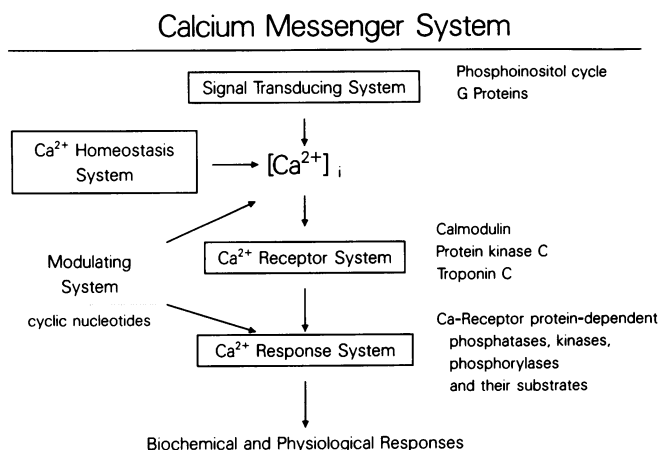 Calcium Messenger System
Signal Transducing System
Phosphoinositol cycle
G Proteins
Ca²⁺ Homeostasis
System
[Ca²⁺] i
Modulating
System
cyclic nucleotides
Ca²⁺ Receptor System
Calmodulin
Protein kinase C
Troponin C
Ca²⁺ Response System
Ca-Receptor protein-dependent
phosphatases, kinases,
phosphorylases
and their substrates
Biochemical and Physiological Responses